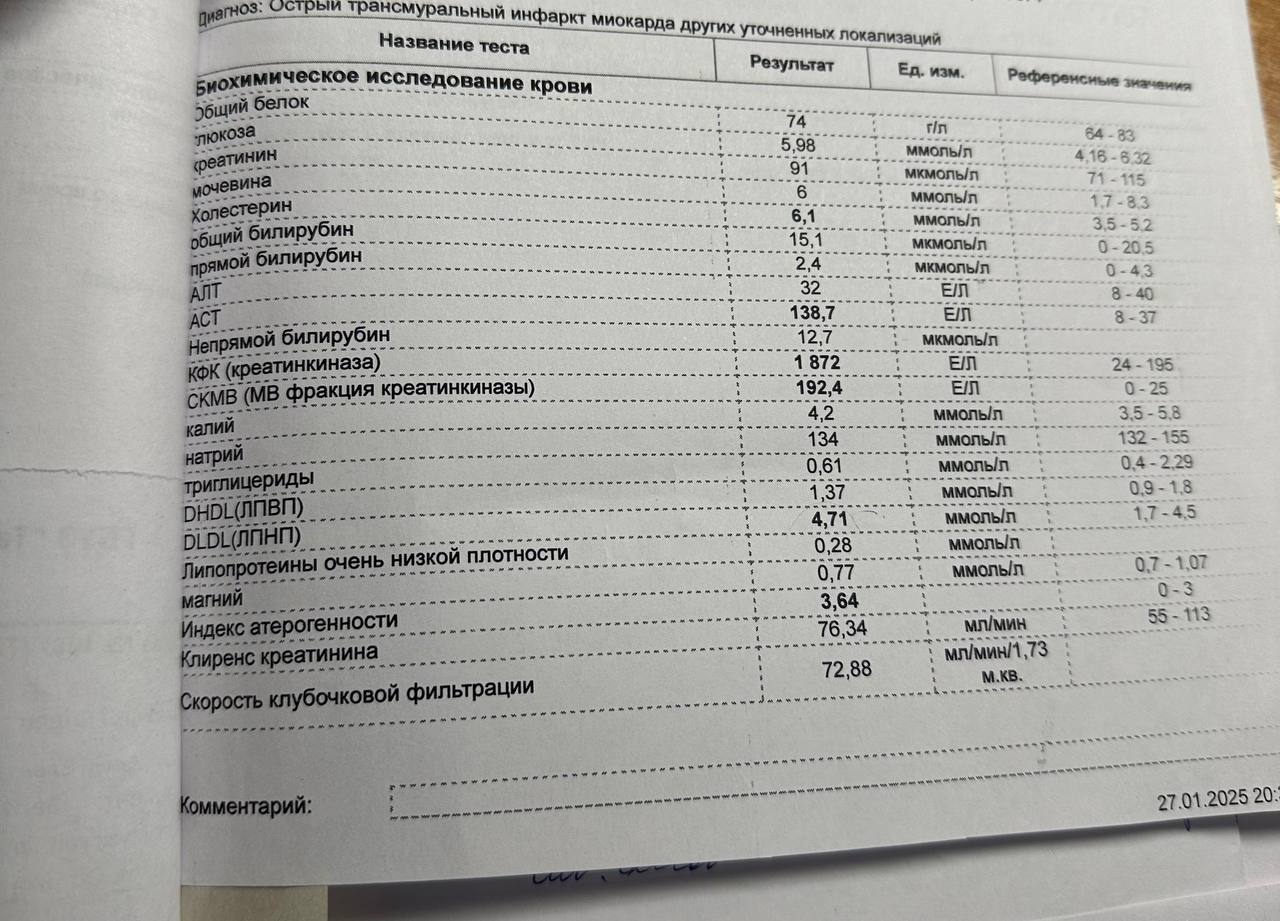 Диагноз: Острый трансмуральный инфаркт миокарда других уточненных локализаций
Название теста Результат Ед. изм. Референсные значения
Биохимическое исследование крови
Общий белок 74 г/л 64 - 83
глюкоза 5,98 ммоль/л 4,16 - 6,32
креатинин 91 мкмоль/л 71 - 115
мочевина 6 ммоль/л 1,7 - 8,3
Холестерин 6,1 ммоль/л 3,5 - 5,2
общий билирубин 15,1 мкмоль/л 0 - 20,5
прямой билирубин 2,4 мкмоль/л 0 - 4,3
АЛТ 32 Е/Л 8 - 40
АСТ 138,7 Е/Л 8 - 37
Непрямой билирубин 12,7 мкмоль/л
КФК (креатинкиназа) 1 872 Е/Л 24 - 195
СКМВ (МВ фракция креатинкиназы) 192,4 Е/Л 0 - 25
калий 4,2 ммоль/л 3,5 - 5,8
натрий 134 ммоль/л 132 - 155
триглицериды 0,61 ммоль/л 0,4 - 2,29
DHDL(ЛПВП) 1,37 ммоль/л 0,9 - 1,8
DLDL(ЛПНП) 4,71 ммоль/л 1,7 - 4,5
Липопротеины очень низкой плотности 0,28 ммоль/л
магний 0,77 ммоль/л 0,7 - 1,07
Индекс атерогенности 3,64 0 - 3
Клиренс креатинина 76,34 мл/мин 55 - 113
Скорость клубочковой фильтрации 72,88 мл/мин/1,73 м.кв.
Комментарий:
27.01.2025 20: